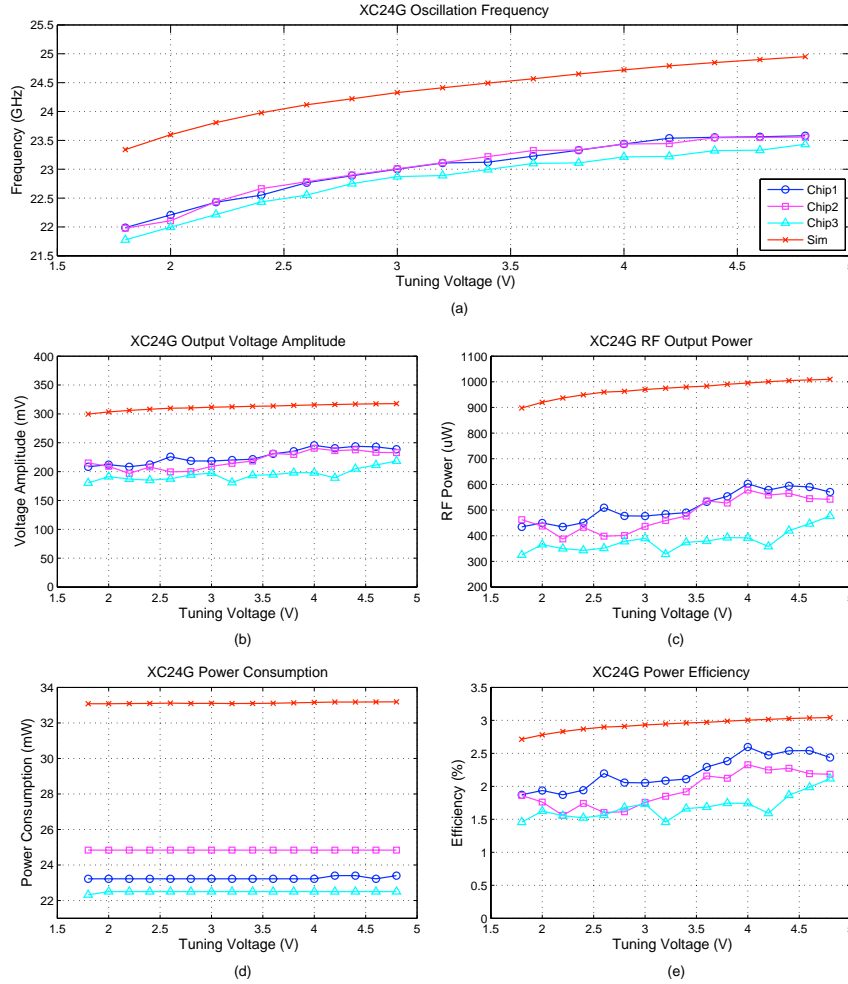 XC24G Oscillation Frequency
25.5
25
24.5
24
23.5
23
22.5
22
21.5
Frequency (GHz)
Chip1
Chip2
Chip3
Sim
1.5 2 2.5 3 3.5 4 4.5 5
Tuning Voltage (V)
(a)
XC24G Output Voltage Amplitude
400
350
300
250
200
150
100
50
0
Voltage Amplitude (mV)
1.5 2 2.5 3 3.5 4 4.5 5
Tuning Voltage (V)
(b)
XC24G RF Output Power
1100
1000
900
800
700
600
500
400
300
200
RF Power (uW)
1.5 2 2.5 3 3.5 4 4.5 5
Tuning Voltage (V)
(c)
XC24G Power Consumption
34
32
30
28
26
24
22
Power Consumption (mW)
1.5 2 2.5 3 3.5 4 4.5 5
Tuning Voltage (V)
(d)
XC24G Power Efficiency
3.5
3
2.5
2
1.5
1
0.5
0
Efficiency (%)
1.5 2 2.5 3 3.5 4 4.5 5
Tuning Voltage (V)
(e)